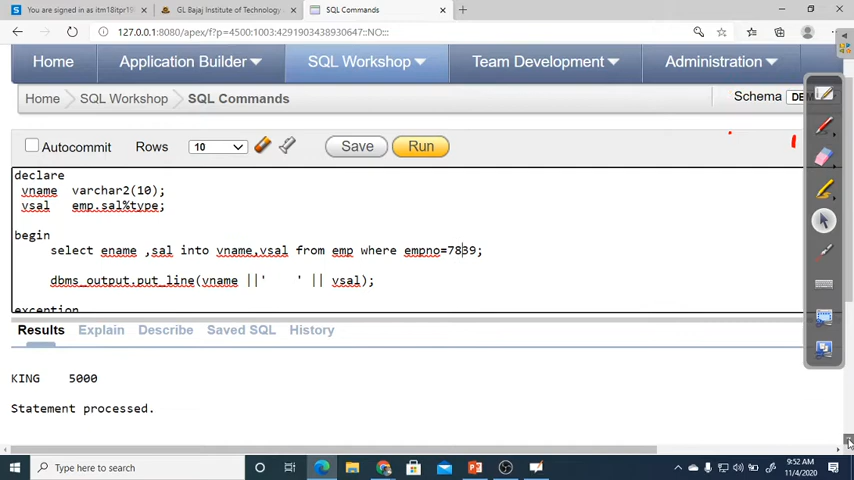 You are signed in as itm18itpr19
GL Bajaj Institute of Technology
SQL Commands
127.0.0.1:8080/apex/f?p=4500:1003:4291903438930647::NO:::
Home Application Builder SQL Workshop Team Development Administration
Home SQL Workshop SQL Commands
Schema
Autocommit Rows 10 Save Run
declare
vname varchar2(10);
vsal emp.sal%type;
begin
select ename ,sal into vname,vsal from emp where empno=7839;
dbms_output.put_line(vname ||'    ' || vsal);
exception
Results Explain Describe Saved SQL History
KING 5000
Statement processed.
Type here to search
9:52 AM
11/4/2020